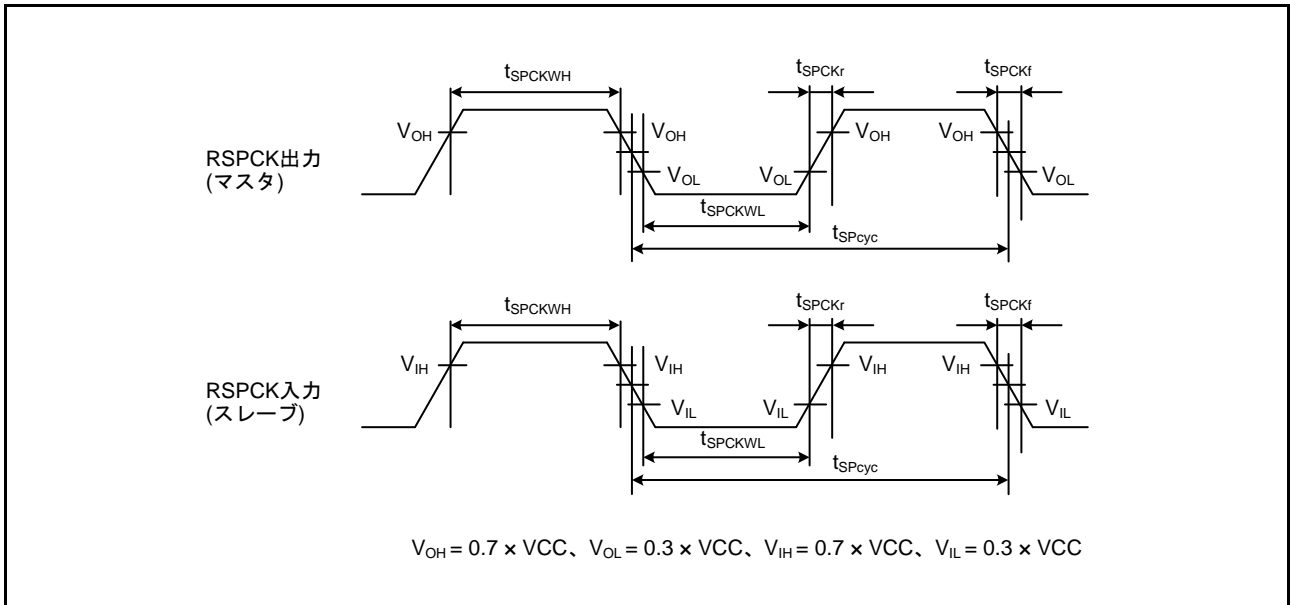 tSPCKWH tSPCKr tSPCKf
VOH VOH VOH VOH
RSPCK出力
(マスタ)
VOL VOL VOL
tSPCKWL
tSPcyc
tSPCKWH tSPCKr tSPCKf
VIH VIH VIH VIH
RSPCK入力
(スレーブ)
VIL VIL VIL
tSPCKWL
tSPcyc
VOH = 0.7 × VCC、VOL = 0.3 × VCC、VIH = 0.7 × VCC、VIL = 0.3 × VCC